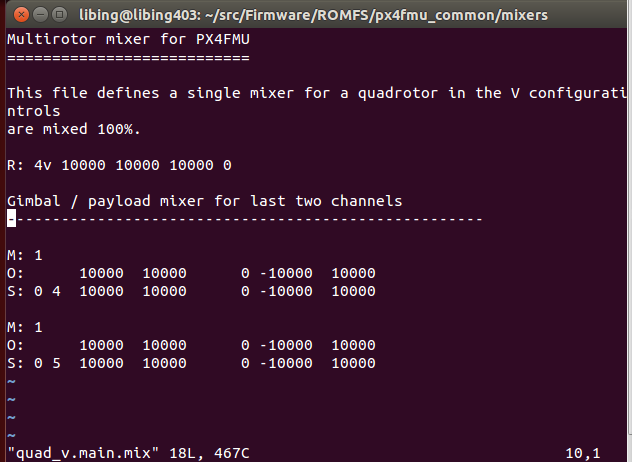 libing@libing403: ~/src/Firmware/ROMFS/px4fmu_common/mixers
Multirotor mixer for PX4FMU
===========================
This file defines a single mixer for a quadrotor in the V configurati
ntrols
are mixed 100%.
R: 4v 10000 10000 10000 0
Gimbal / payload mixer for last two channels
-----------------------------------------------------
M: 1
O:      10000  10000      0 -10000  10000
S: 0 4  10000  10000      0 -10000  10000
M: 1
O:      10000  10000      0 -10000  10000
S: 0 5  10000  10000      0 -10000  10000
~
~
~
~
"quad_v.main.mix" 18L, 467C                                   10,1